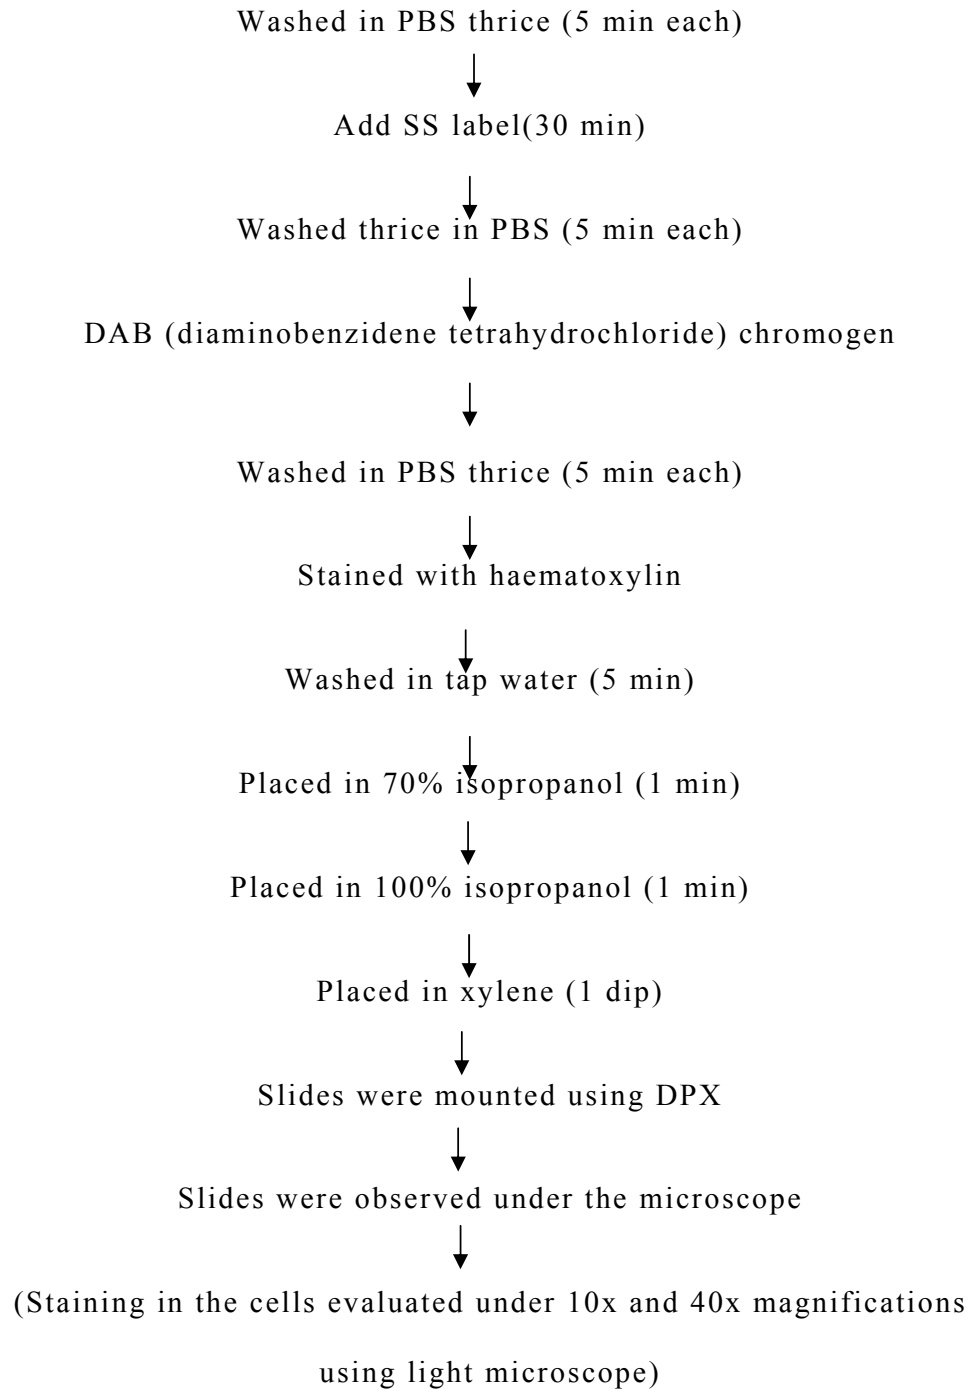 Washed in PBS thrice (5 min each)
Add SS label(30 min)
Washed thrice in PBS (5 min each)
DAB (diaminobenzidene tetrahydrochloride) chromogen
Washed in PBS thrice (5 min each)
Stained with haematoxylin
Washed in tap water (5 min)
Placed in 70% isopropanol (1 min)
Placed in 100% isopropanol (1 min)
Placed in xylene (1 dip)
Slides were mounted using DPX
Slides were observed under the microscope
(Staining in the cells evaluated under 10x and 40x magnifications
using light microscope)